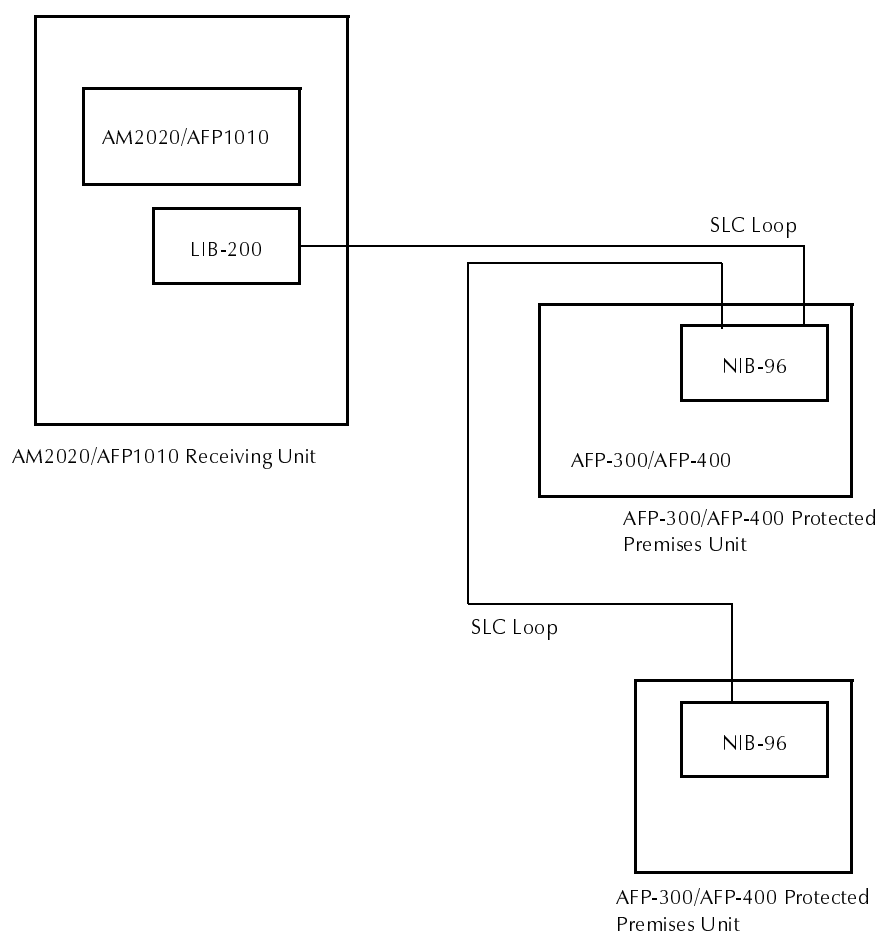 AM2020/AFP1010
LIB-200
SLC Loop
NIB-96
AM2020/AFP1010 Receiving Unit
AFP-300/AFP-400
AFP-300/AFP-400 Protected
Premises Unit
SLC Loop
NIB-96
AFP-300/AFP-400 Protected
Premises Unit